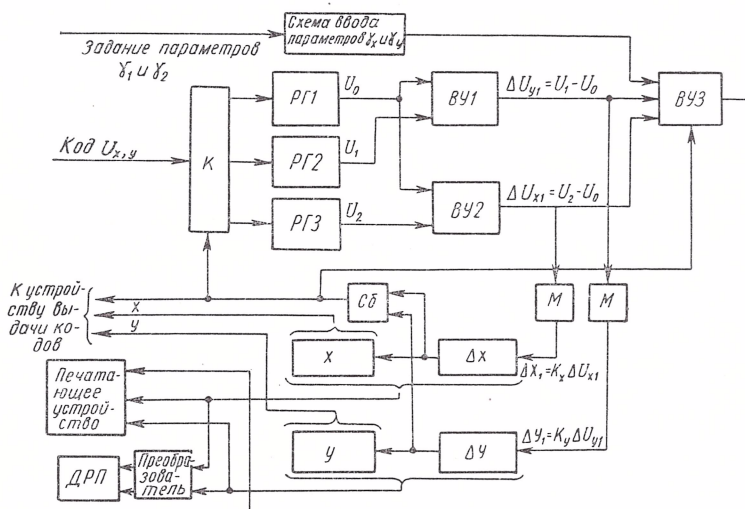 Схема ввода
параметров γx и γy
Задание параметров
γ1 и γ2
Код Ux,y
К
РГ1
U0
РГ2
U1
РГ3
U2
ВУ1
ΔUy1=U1-U0
ВУ2
ΔUx1=U2-U0
ВУ3
К устрой-
ству вы-
дачи ко-
дов
x
y
Сб
М
М
X
ΔX
ΔX1=KxΔUx1
У
ΔУ
ΔУ1=KyΔUy1
Печата-
ющее
устрой-
ство
ДРП
Преобра-
зова-
тель